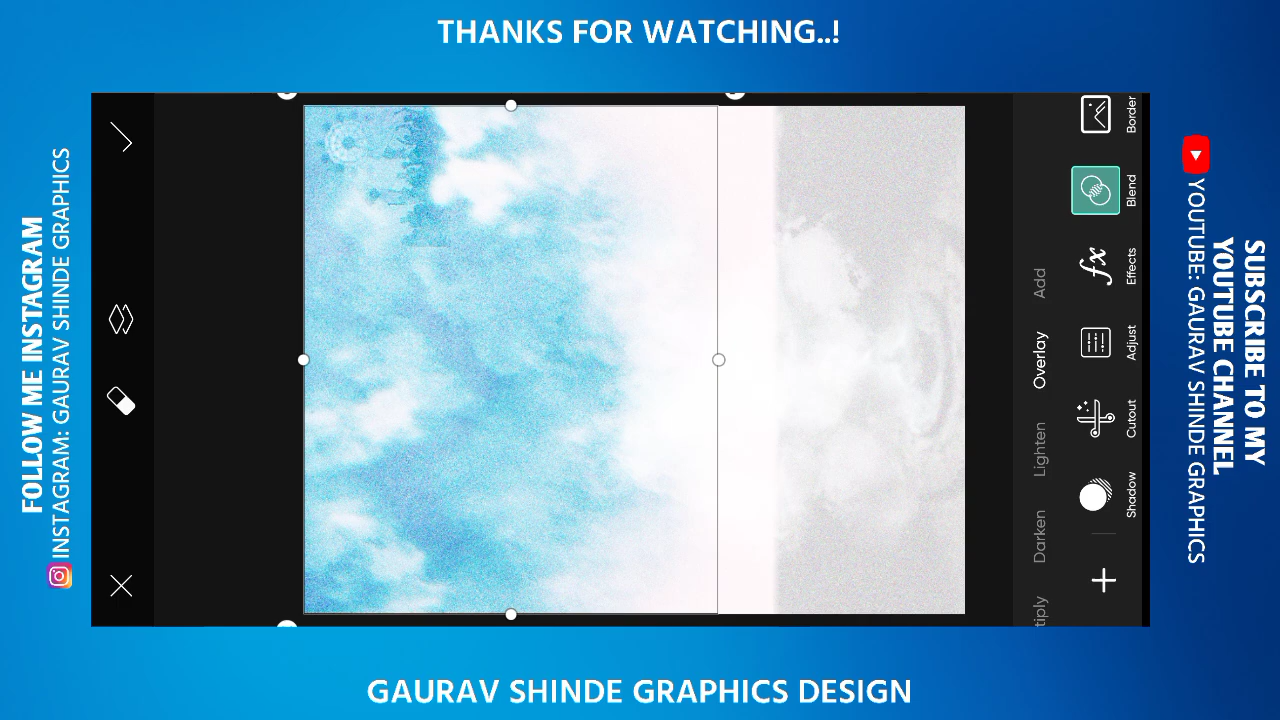 THANKS FOR WATCHING..!
FOLLOW ME INSTAGRAM
INSTAGRAM: GAURAV SHINDE GRAPHICS
Border
Blend
Effects
Adjust
Cutout
Shadow
Add
Overlay
Lighten
Darken
tiply
SUBSCRIBE TO MY
YOUTUBE CHANNEL
YOUTUBE: GAURAV SHINDE GRAPHICS
GAURAV SHINDE GRAPHICS DESIGN